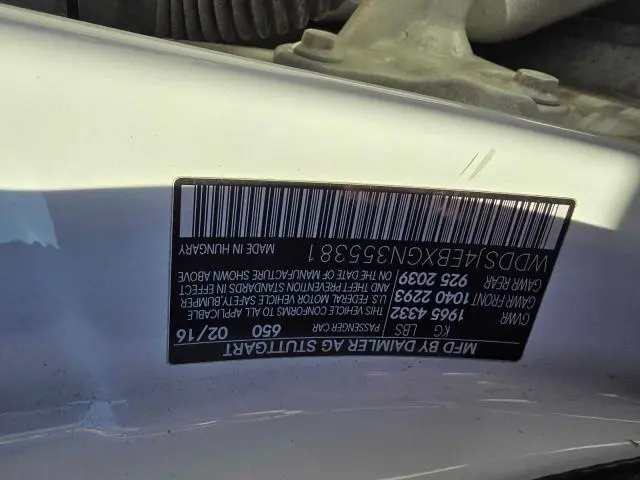 MFD BY DAIMLER AG STUTTGART
KG LBS PASSENGER CAR 650 02/16
GVWR 1965 4332
GAWR FRONT 1040 2293
GAWR REAR 925 2039
THIS VEHICLE CONFORMS TO ALL APPLICABLE
U.S. FEDERAL MOTOR VEHICLE SAFETY/BUMPER
AND THEFT PREVENTION STANDARDS IN EFFECT
ON THE DATE OF MANUFACTURE SHOWN ABOVE
WDDSJ4EBXGN355381 MADE IN HUNGARY